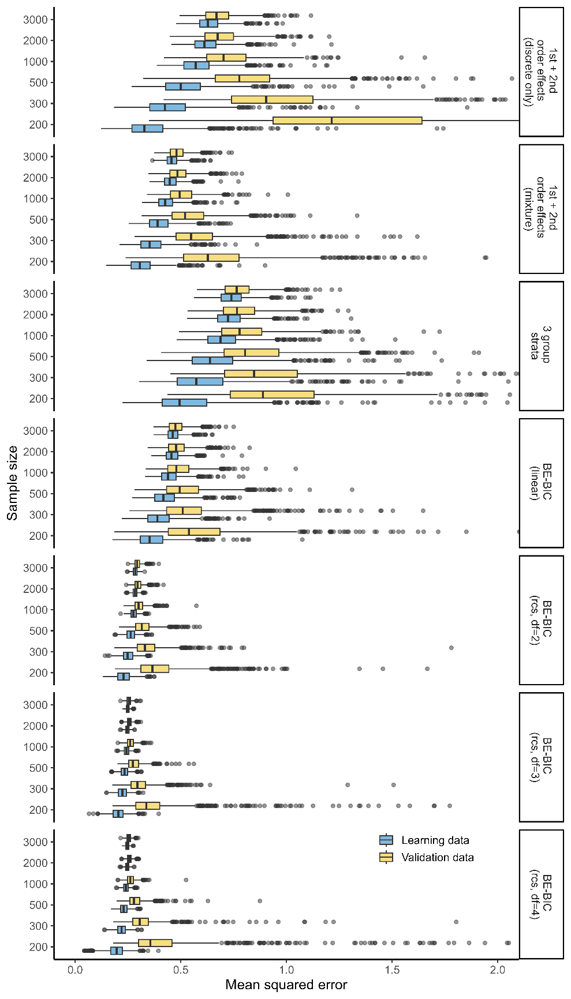 3000
2000
1000
500
300
200
1st + 2nd
order effects
(discrete only)
3000
2000
1000
500
300
200
1st + 2nd
order effects
(mixture)
3000
2000
1000
500
300
200
3 group
strata
3000
2000
1000
500
300
200
BE-BIC
(linear)
Sample size
3000
2000
1000
500
300
200
BE-BIC
(rcs, df=2)
3000
2000
1000
500
300
200
BE-BIC
(rcs, df=3)
3000
2000
1000
500
300
200
BE-BIC
(rcs, df=4)
Learning data
Validation data
0.0 0.5 1.0 1.5 2.0
Mean squared error